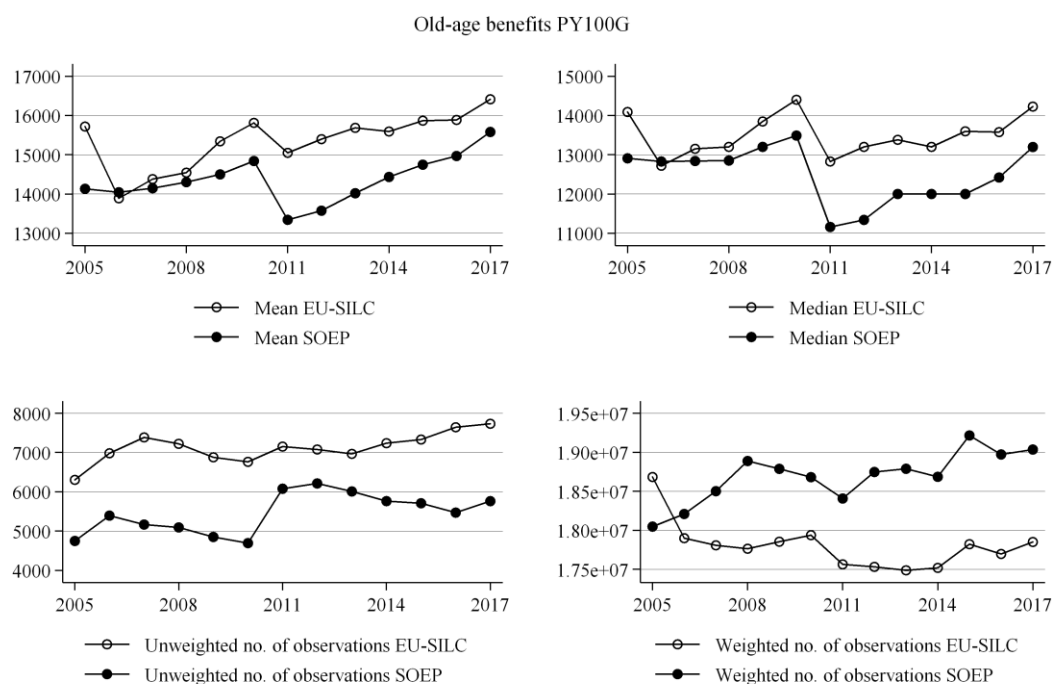 Old-age benefits PY100G
17000
16000
15000
14000
13000
2005 2008 2011 2014 2017
Mean EU-SILC
Mean SOEP
15000
14000
13000
12000
11000
2005 2008 2011 2014 2017
Median EU-SILC
Median SOEP
8000
7000
6000
5000
4000
2005 2008 2011 2014 2017
Unweighted no. of observations EU-SILC
Unweighted no. of observations SOEP
1.95e+07
1.90e+07
1.85e+07
1.80e+07
1.75e+07
2005 2008 2011 2014 2017
Weighted no. of observations EU-SILC
Weighted no. of observations SOEP